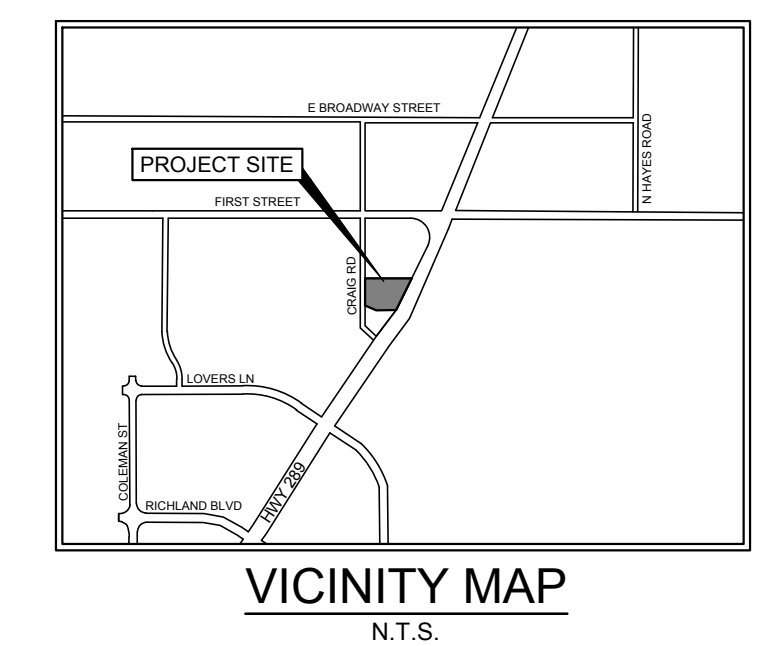 E BROADWAY STREET
N HAYES ROAD
PROJECT SITE
FIRST STREET
CRAIG RD
LOVERS LN
COLEMAN ST
RICHLAND BLVD
HWY 289
VICINITY MAP
N.T.S.